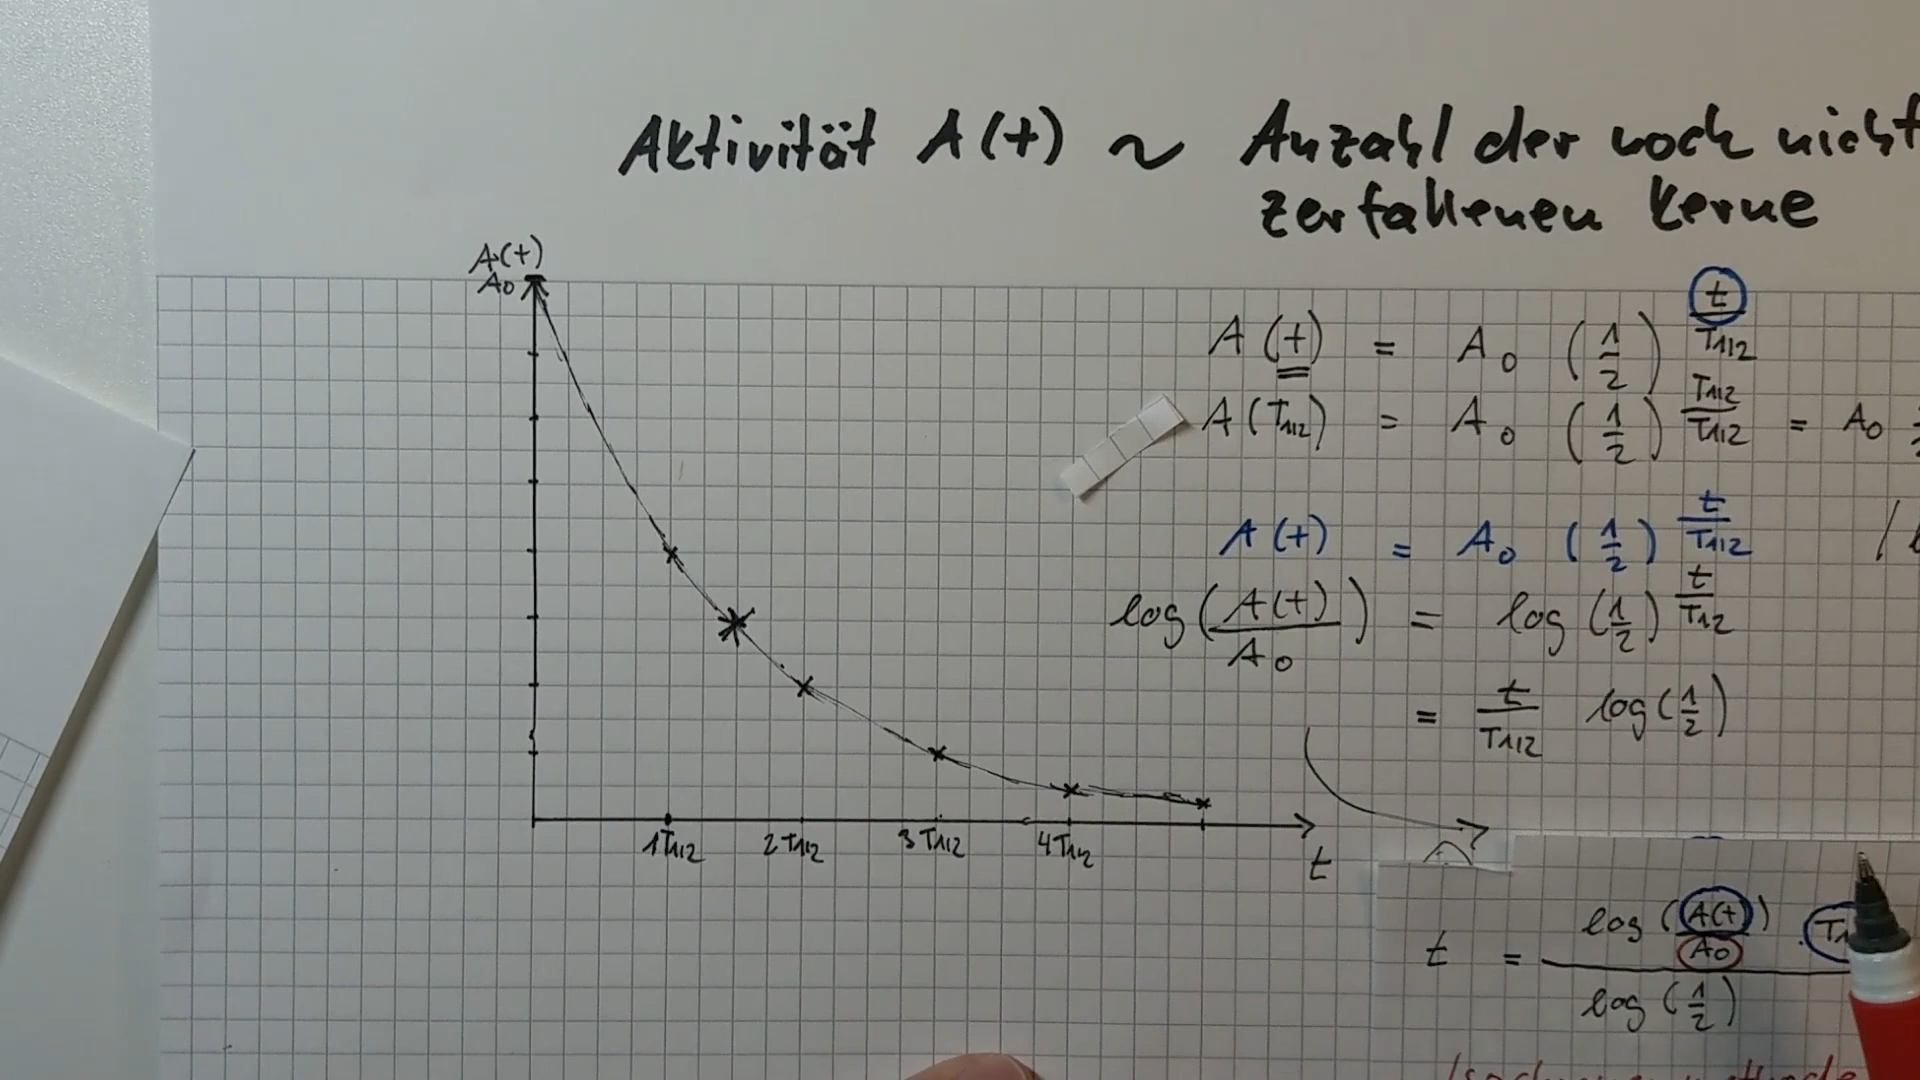 Aktivität A(t) ~ Anzahl der noch nicht
zerfallenen Kerne
A(t)
A₀
1T₁/₂ 2T₁/₂ 3T₁/₂ 4T₁/₂
t
A(t) = A₀ (1/2)^(t/T₁/₂)
A(T₁/₂) = A₀ (1/2)^(T₁/₂/T₁/₂) = A₀
A(t) = A₀ (1/2)^(t/T₁/₂) /
log(A(t)/A₀) = log(1/2)^(t/T₁/₂)
= t/T₁/₂ log(1/2)
t = log(A(t)/A₀) · T / log(1/2)